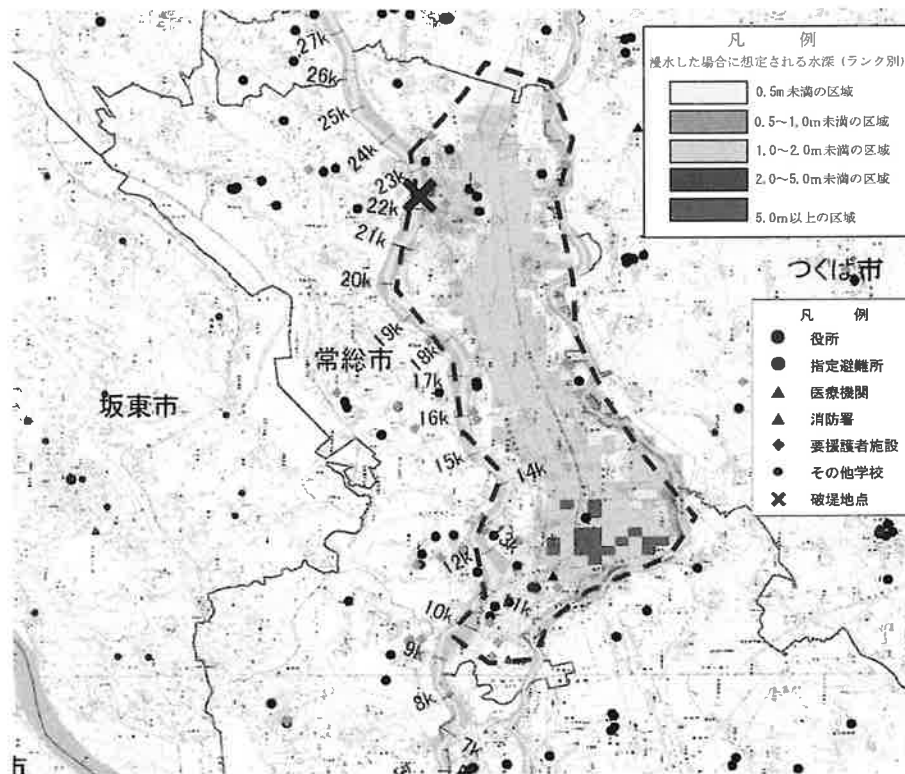 凡 例
浸水した場合に想定される水深(ランク別)
0.5m未満の区域
0.5~1.0m未満の区域
1.0~2.0m未満の区域
2.0~5.0m未満の区域
5.0m以上の区域
27k
26k
25k
24k
23k
22k
21k
20k
19k
18k
17k
16k
15k
14k
13k
12k
11k
10k
9k
8k
7k
つくば市
常総市
坂東市
市
凡 例
役所
指定避難所
医療機関
消防署
要援護者施設
その他学校
破堤地点